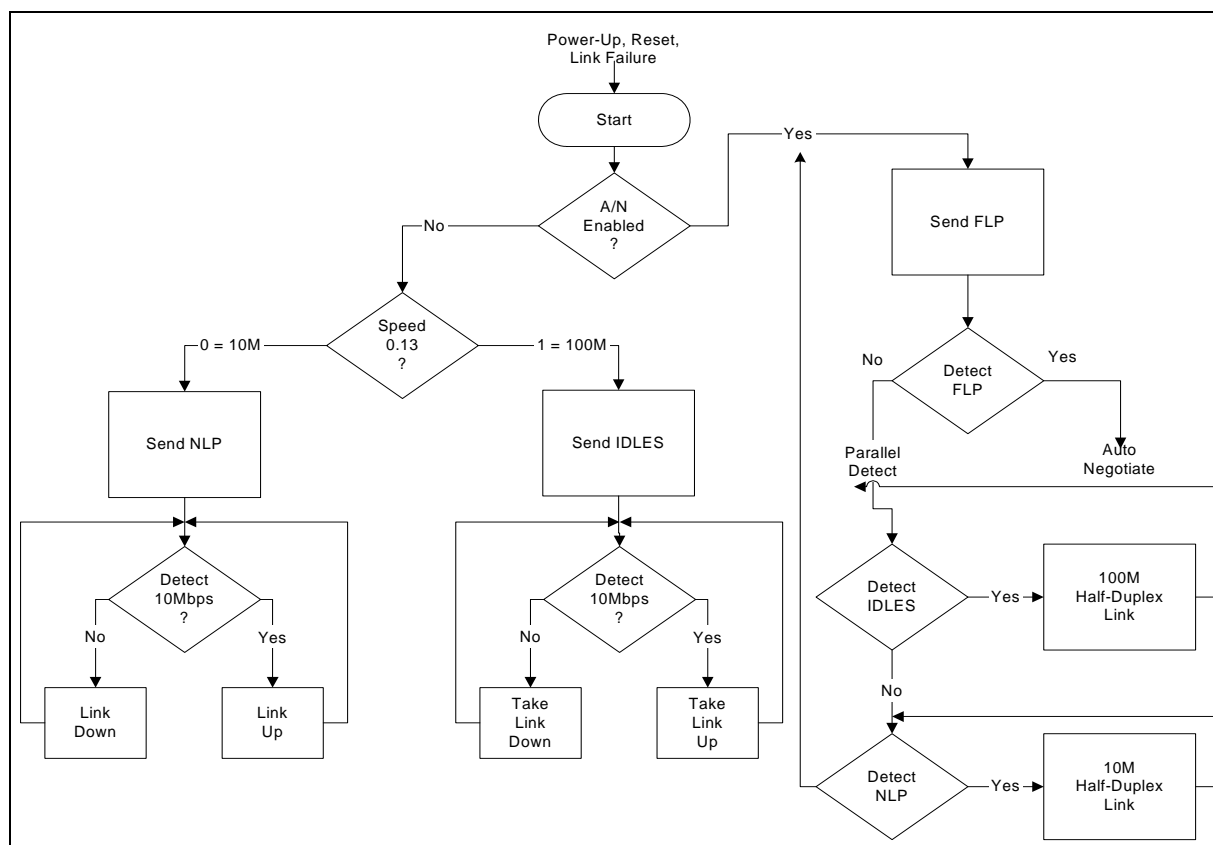 Power-Up, Reset,
Link Failure
Start
Yes
A/N
Enabled
?
No
Send FLP
Speed
0.13
?
0 = 10M
1 = 100M
Detect
FLP
No
Yes
Send NLP
Send IDLES
Parallel
Detect
Auto
Negotiate
Detect
10Mbps
?
No
Yes
Link
Down
Link
Up
Detect
10Mbps
?
No
Yes
Take
Link
Down
Take
Link
Up
Detect
IDLES
Yes
100M
Half-Duplex
Link
No
Detect
NLP
Yes
10M
Half-Duplex
Link